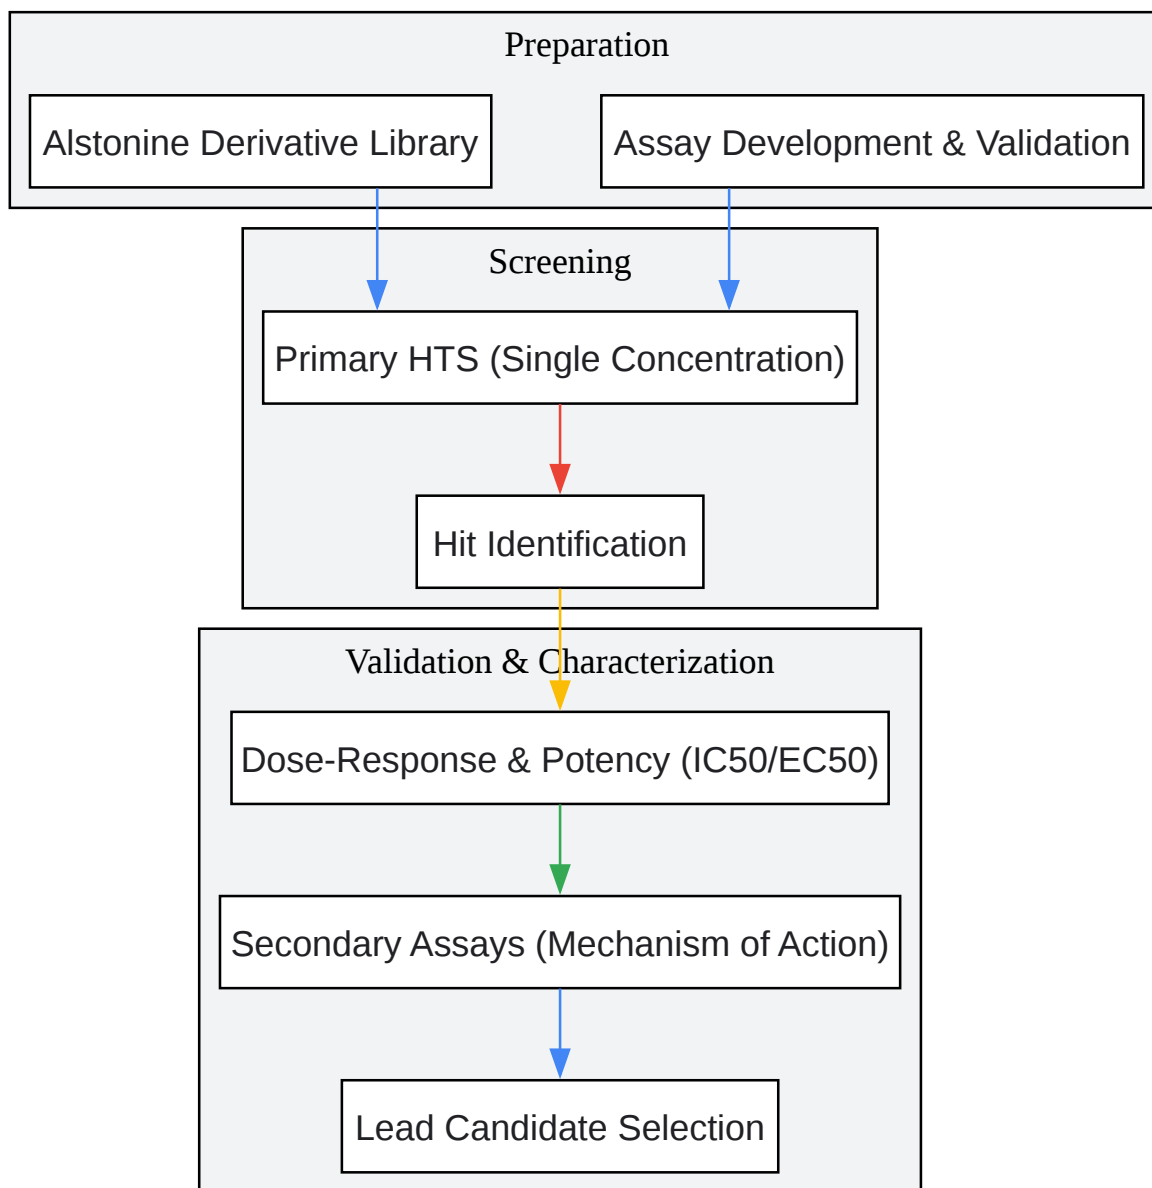 Preparation
Alstonine Derivative Library
Assay Development & Validation
Screening
Primary HTS (Single Concentration)
Hit Identification
Validation & Characterization
Dose-Response & Potency (IC50/EC50)
Secondary Assays (Mechanism of Action)
Lead Candidate Selection